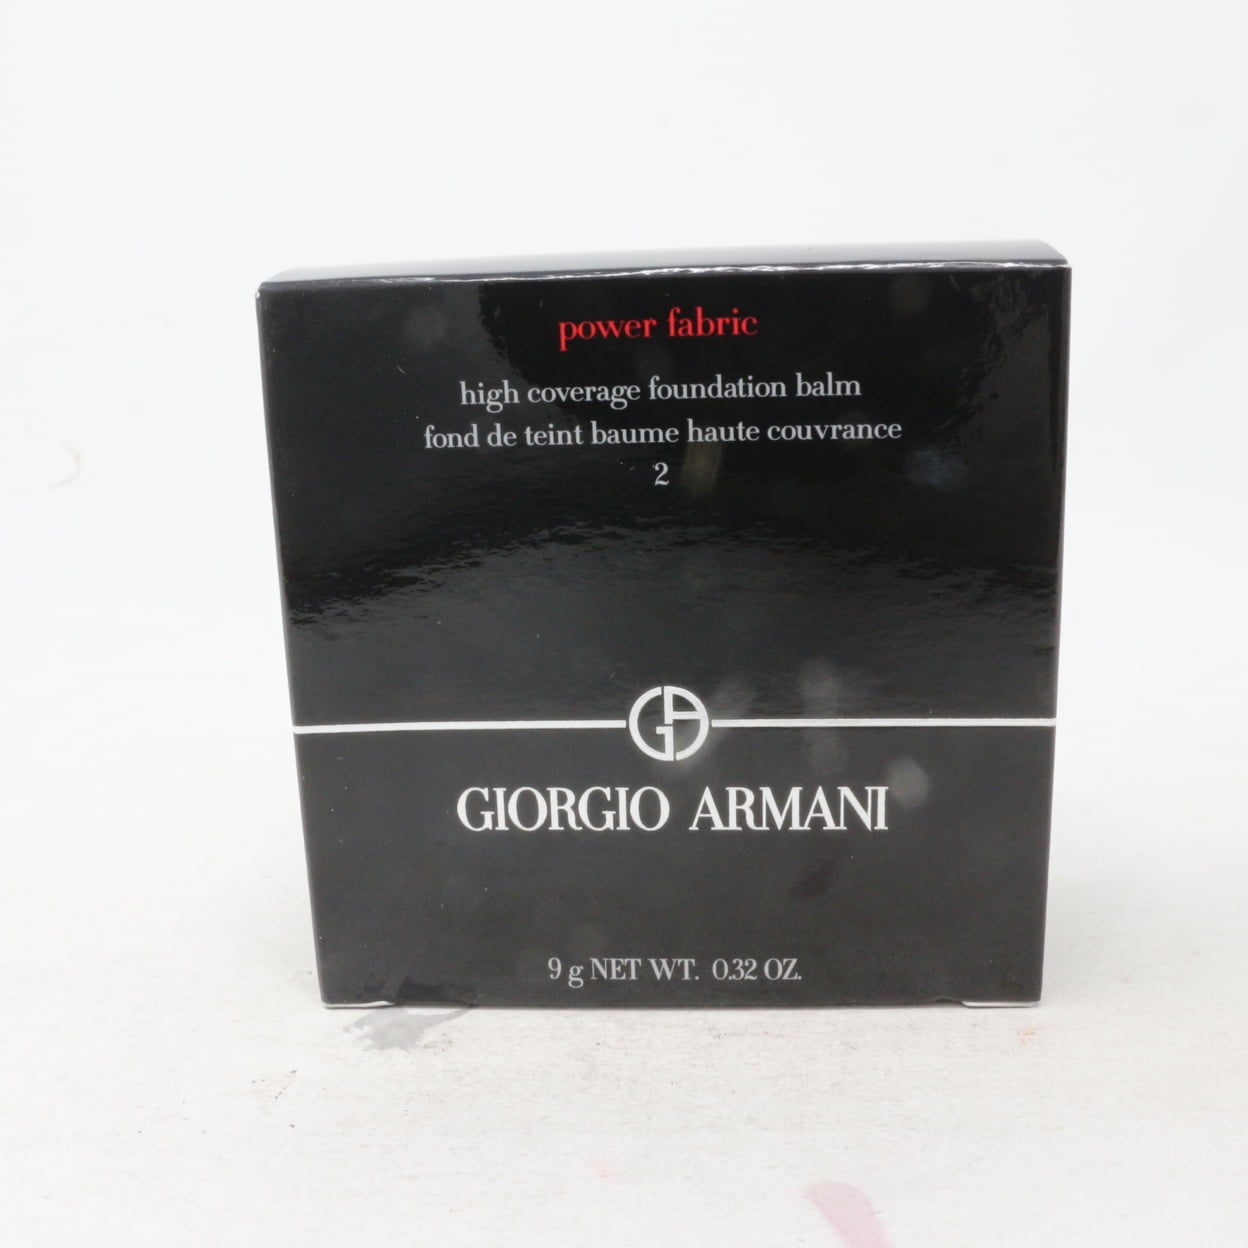 power fabric
high coverage foundation balm
fond de teint baume haute couvrance
2
GA
GIORGIO ARMANI
9 g NET WT. 0.32 OZ.